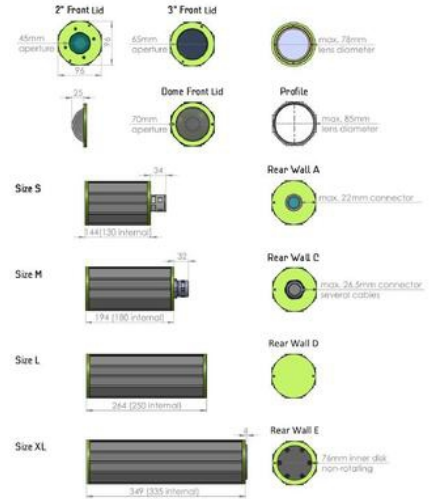 2" Front Lid
3" Front Lid
45mm
aperture
96
96
65mm
aperture
max. 78mm
lens diameter
25
Dome Front Lid
Profile
70mm
aperture
max. 85mm
lens diameter
Size S
34
144(130 internal)
Rear Wall A
max. 22mm connector
Size M
32
194 (180 internal)
Rear Wall C
max. 26.5mm connector
several cables
Size L
264 (250 internal)
Rear Wall D
Size XL
349 (335 internal)
Rear Wall E
76mm inner disk
non-rotating